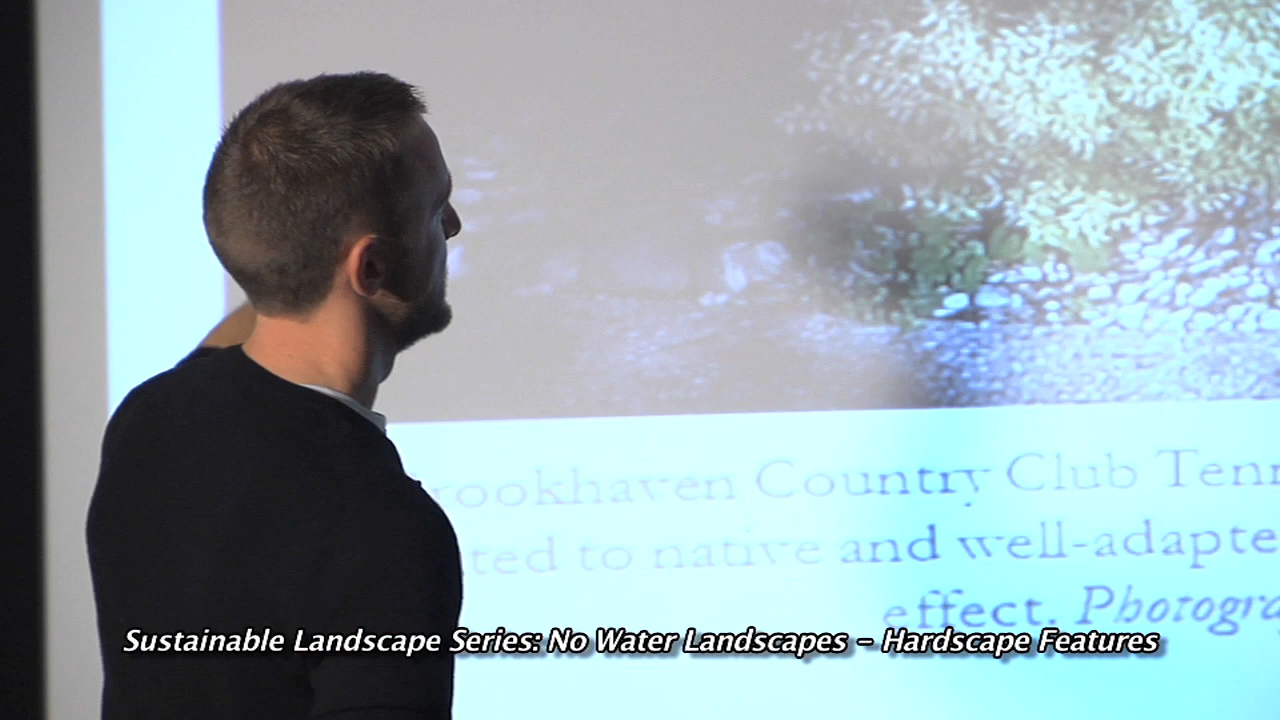 rookhaven Country Club Tenn
ted to native and well-adapte
effect. Photogra
Sustainable Landscape Series: No Water Landscapes - Hardscape Features